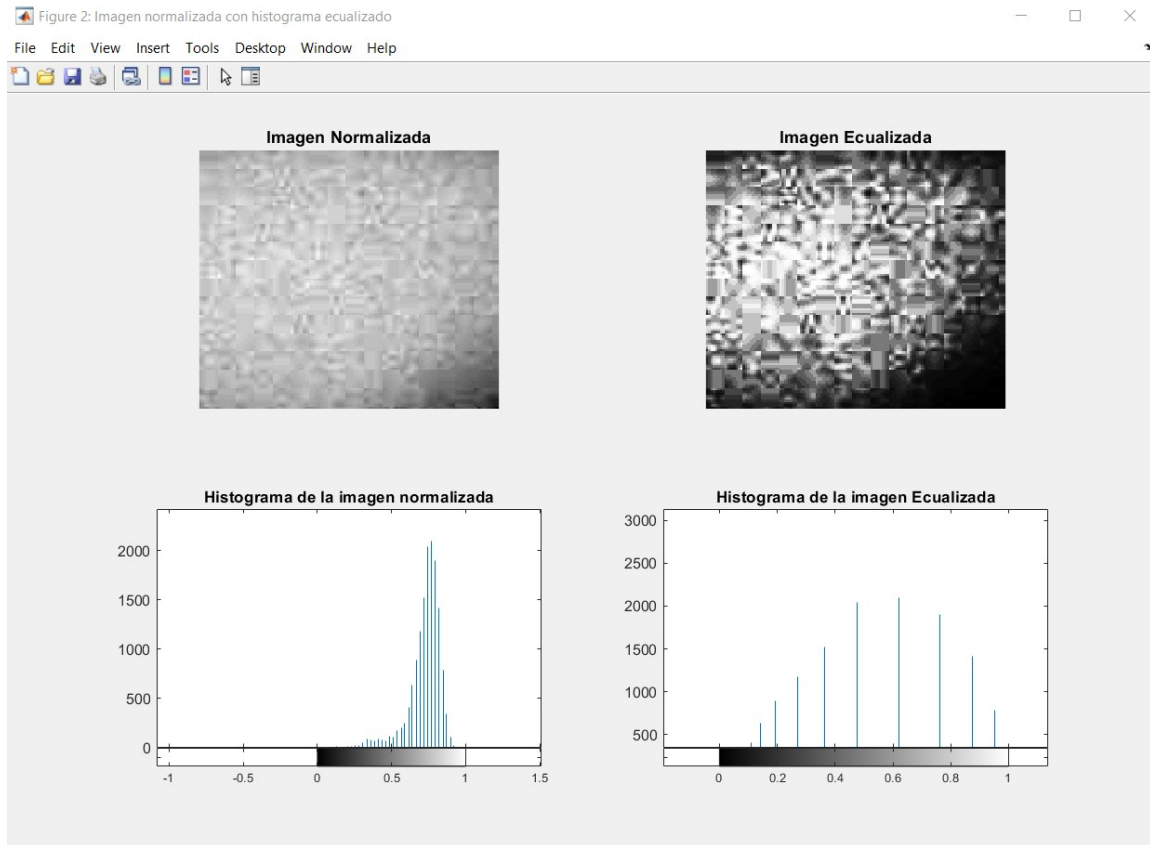 Figure 2: Imagen normalizada con histograma ecualizado
File Edit View Insert Tools Desktop Window Help
Imagen Normalizada
Imagen Ecualizada
Histograma de la imagen normalizada
2000
1500
1000
500
0
-1 -0.5 0 0.5 1 1.5
Histograma de la imagen Ecualizada
3000
2500
2000
1500
1000
500
0 0.2 0.4 0.6 0.8 1